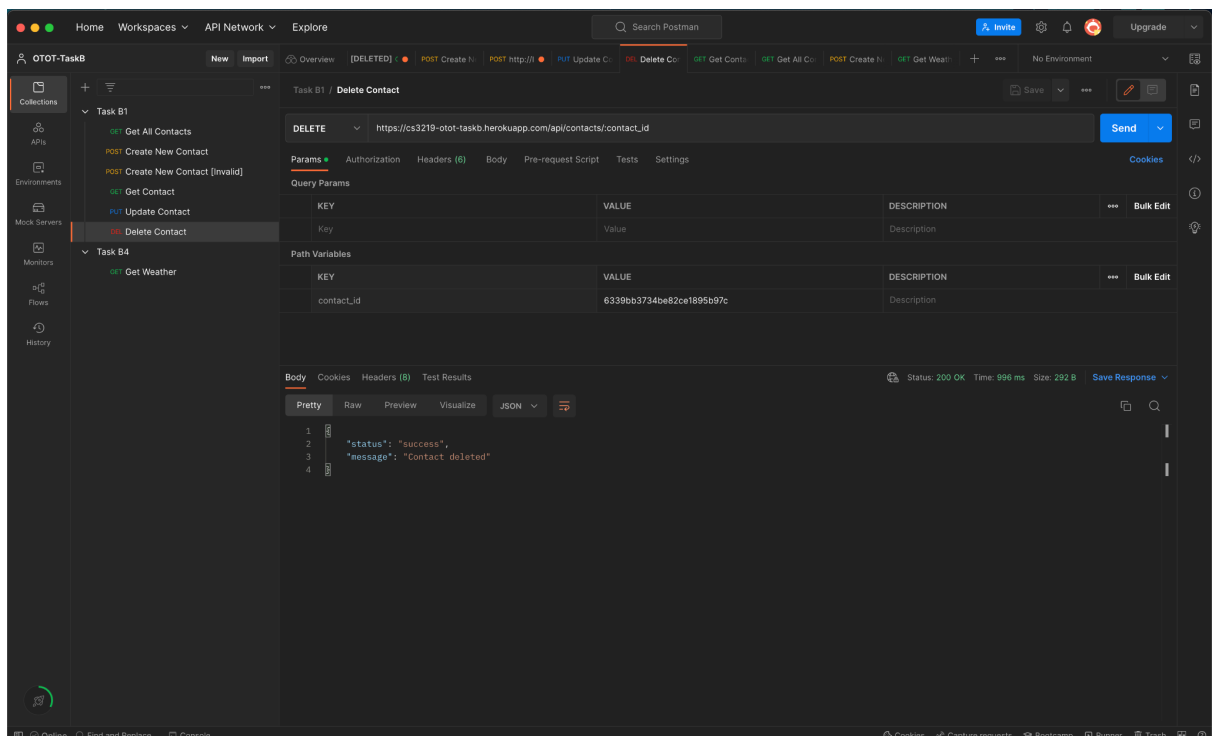 Home Workspaces API Network Explore Search Postman Invite Upgrade
OTOT-TaskB New Import Overview [DELETED] POST Create N POST http:// PUT Update C DEL Delete Co GET Get Conta GET Get All Co POST Create N GET Get Weath No Environment
Collections
APIs
Environments
Mock Servers
Monitors
Flows
History
Task B1
GET Get All Contacts
POST Create New Contact
POST Create New Contact [Invalid]
GET Get Contact
PUT Update Contact
DEL Delete Contact
Task B4
GET Get Weather
Task B1 / Delete Contact Save
DELETE https://cs3219-otot-taskb.herokuapp.com/api/contacts/:contact_id Send
Params Authorization Headers (6) Body Pre-request Script Tests Settings Cookies
Query Params
KEY VALUE DESCRIPTION Bulk Edit
Key Value Description
Path Variables
KEY VALUE DESCRIPTION Bulk Edit
contact_id 6339bb3734be82ce1895b97c Description
Body Cookies Headers (8) Test Results Status: 200 OK Time: 996 ms Size: 292 B Save Response
Pretty Raw Preview Visualize JSON
1 {
2 "status": "success",
3 "message": "Contact deleted"
4 }
Online Find and Replace Console Cookies Capture requests Bootcamp Runner Trash